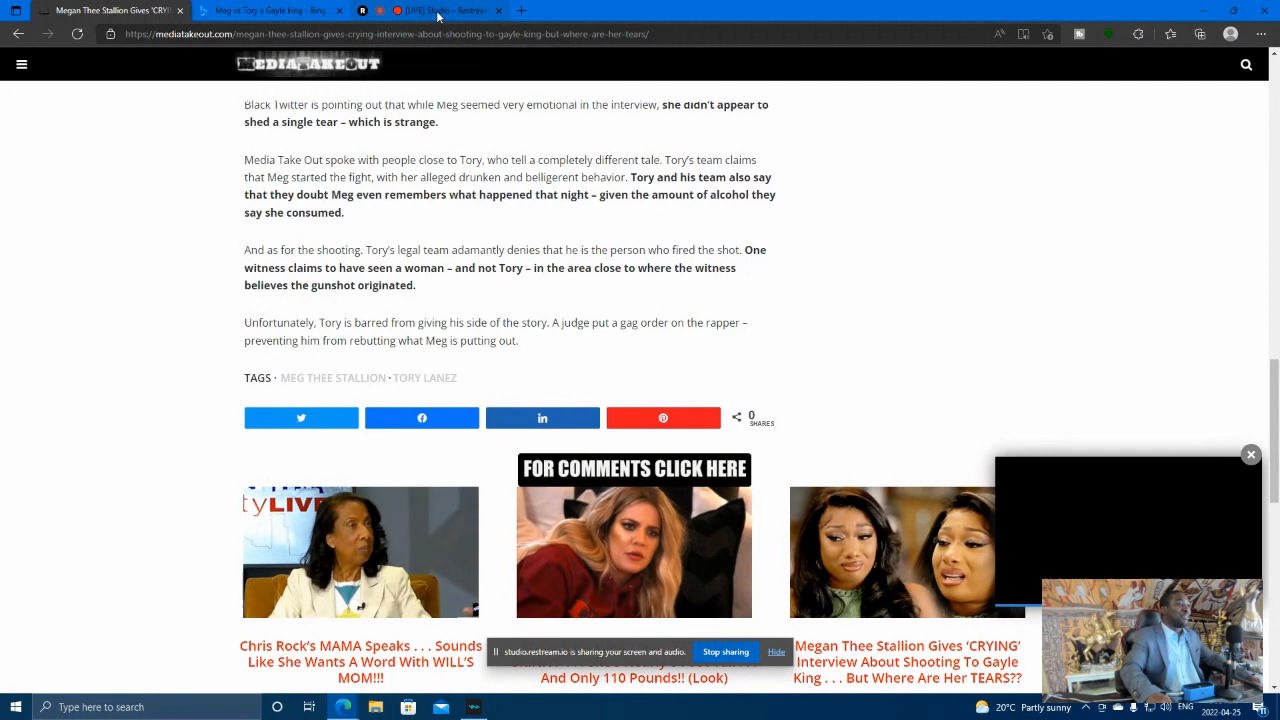 Megan Thee Stallion Gives 'CRYI
Meg vs Tory x Gayle king - Bing
[LIVE] Studio – Restream
https://mediatakeout.com/megan-thee-stallion-gives-crying-interview-about-shooting-to-gayle-king-but-where-are-her-tears/
MEDIATAKEOUT
Black Twitter is pointing out that while Meg seemed very emotional in the interview, she didn't appear to
shed a single tear – which is strange.
Media Take Out spoke with people close to Tory, who tell a completely different tale. Tory's team claims
that Meg started the fight, with her alleged drunken and belligerent behavior. Tory and his team also say
that they doubt Meg even remembers what happened that night – given the amount of alcohol they
say she consumed.
And as for the shooting. Tory's legal team adamantly denies that he is the person who fired the shot. One
witness claims to have seen a woman – and not Tory – in the area close to where the witness
believes the gunshot originated.
Unfortunately, Tory is barred from giving his side of the story. A judge put a gag order on the rapper –
preventing him from rebutting what Meg is putting out.
TAGS · MEG THEE STALLION · TORY LANEZ
0
SHARES
FOR COMMENTS CLICK HERE
tyLIVE
Chris Rock's MAMA Speaks . . . Sounds
Like She Wants A Word With WILL'S
MOM!!!
And Only 110 Pounds!! (Look)
Megan Thee Stallion Gives 'CRYING'
Interview About Shooting To Gayle
King . . . But Where Are Her TEARS??
studio.restream.io is sharing your screen and audio.
Stop sharing
Hide
Type here to search
20°C Partly sunny
ENG
2022-04-25